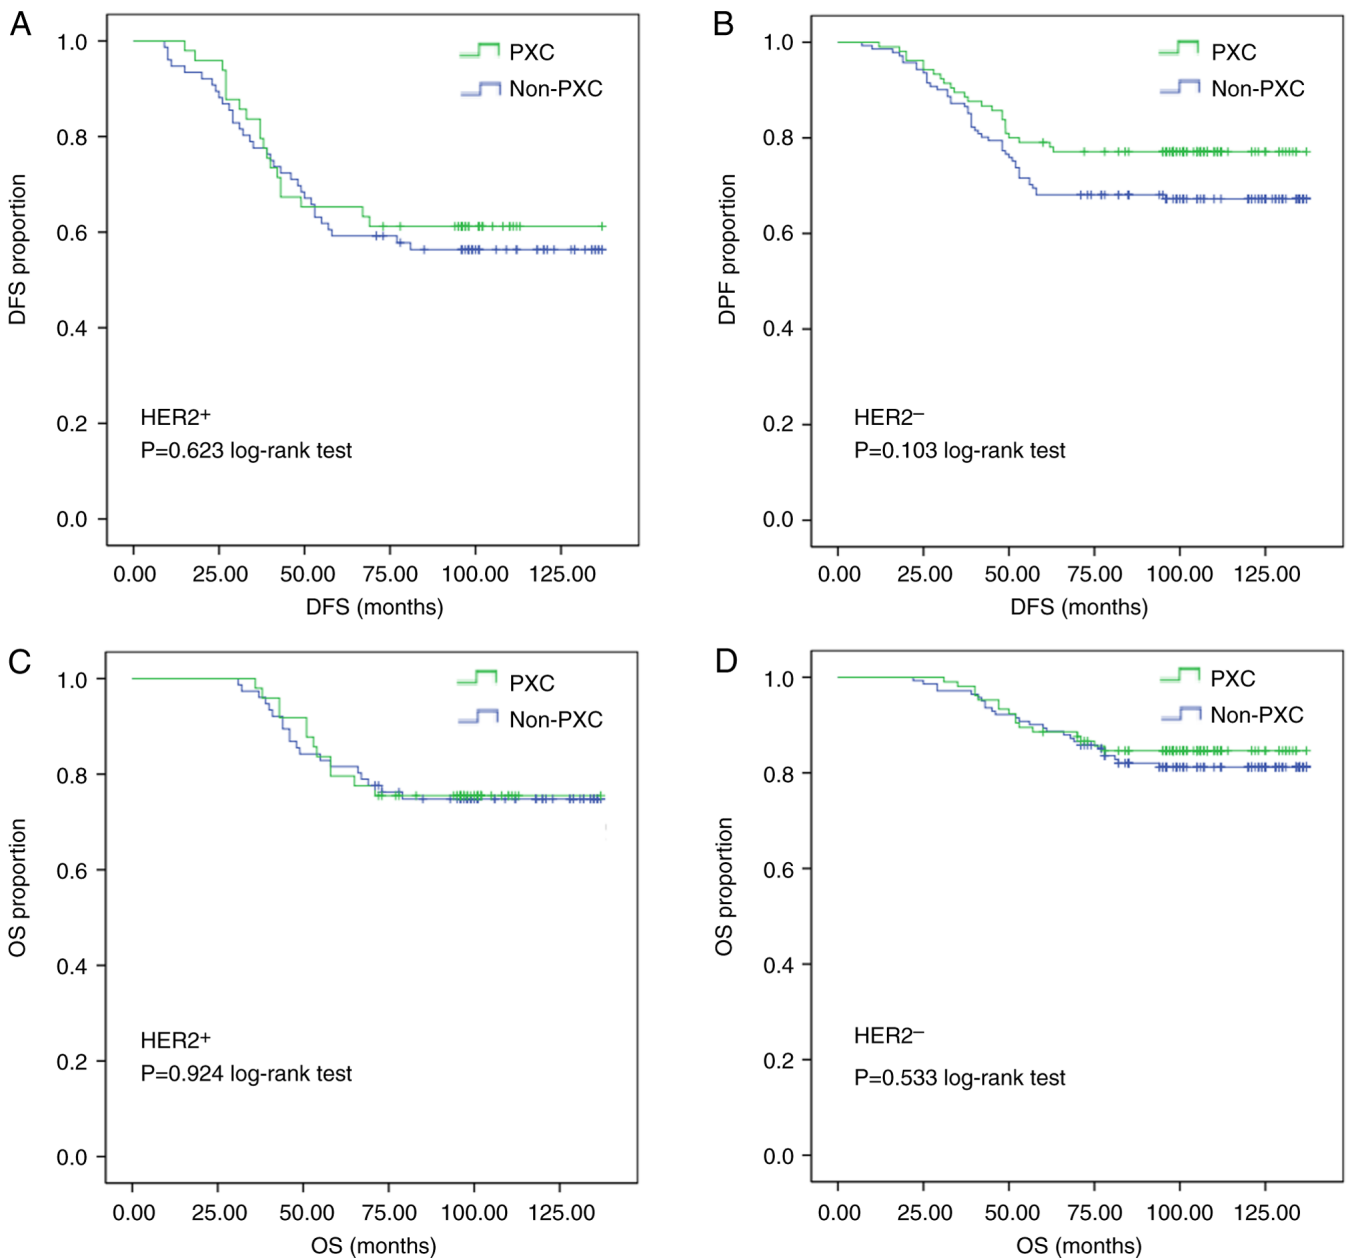 A
1.0
0.8
0.6
0.4
0.2
0.0
DFS proportion
PXC
Non-PXC
HER2+
P=0.623 log-rank test
0.00 25.00 50.00 75.00 100.00 125.00
DFS (months)
B
1.0
0.8
0.6
0.4
0.2
0.0
DPF proportion
PXC
Non-PXC
HER2–
P=0.103 log-rank test
0.00 25.00 50.00 75.00 100.00 125.00
DFS (months)
C
1.0
0.8
0.6
0.4
0.2
0.0
OS proportion
PXC
Non-PXC
HER2+
P=0.924 log-rank test
0.00 25.00 50.00 75.00 100.00 125.00
OS (months)
D
1.0
0.8
0.6
0.4
0.2
0.0
OS proportion
PXC
Non-PXC
HER2–
P=0.533 log-rank test
0.00 25.00 50.00 75.00 100.00 125.00
OS (months)